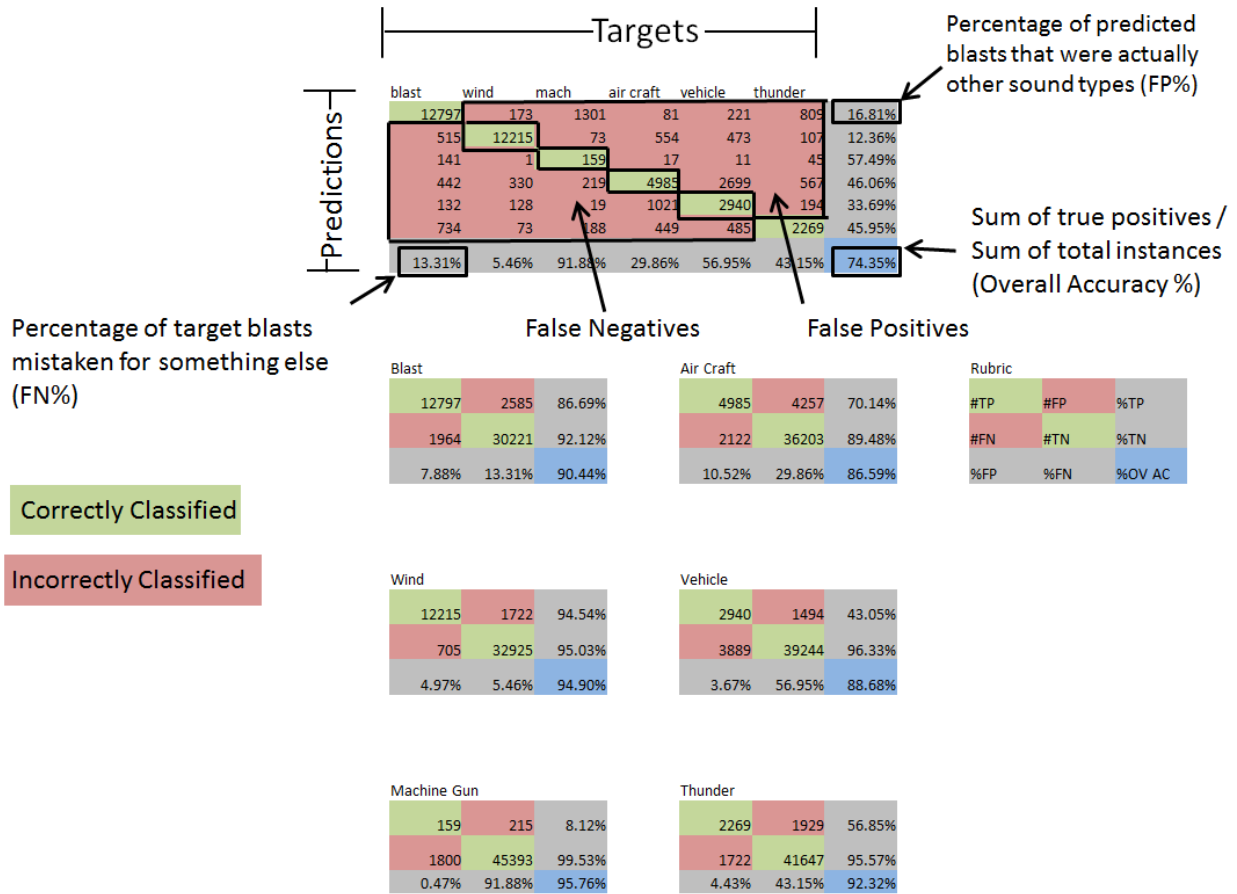 Targets
Percentage of predicted
blasts that were actually
other sound types (FP%)
Predictions
blast wind mach air craft vehicle thunder
12797 173 1301 81 221 809 16.81%
515 12215 73 554 473 107 12.36%
141 1 159 17 11 45 57.49%
442 330 219 4985 2699 567 46.06%
132 128 19 1021 2940 194 33.69%
734 73 188 449 485 2269 45.95%
13.31% 5.46% 91.88% 29.86% 56.95% 43.15% 74.35%
Sum of true positives /
Sum of total instances
(Overall Accuracy %)
Percentage of target blasts
mistaken for something else
(FN%)
False Negatives
False Positives
Blast
12797 2585 86.69%
1964 30221 92.12%
7.88% 13.31% 90.44%
Air Craft
4985 4257 70.14%
2122 36203 89.48%
10.52% 29.86% 86.59%
Rubric
#TP #FP %TP
#FN #TN %TN
%FP %FN %OV AC
Correctly Classified
Incorrectly Classified
Wind
12215 1722 94.54%
705 32925 95.03%
4.97% 5.46% 94.90%
Vehicle
2940 1494 43.05%
3889 39244 96.33%
3.67% 56.95% 88.68%
Machine Gun
159 215 8.12%
1800 45393 99.53%
0.47% 91.88% 95.76%
Thunder
2269 1929 56.85%
1722 41647 95.57%
4.43% 43.15% 92.32%